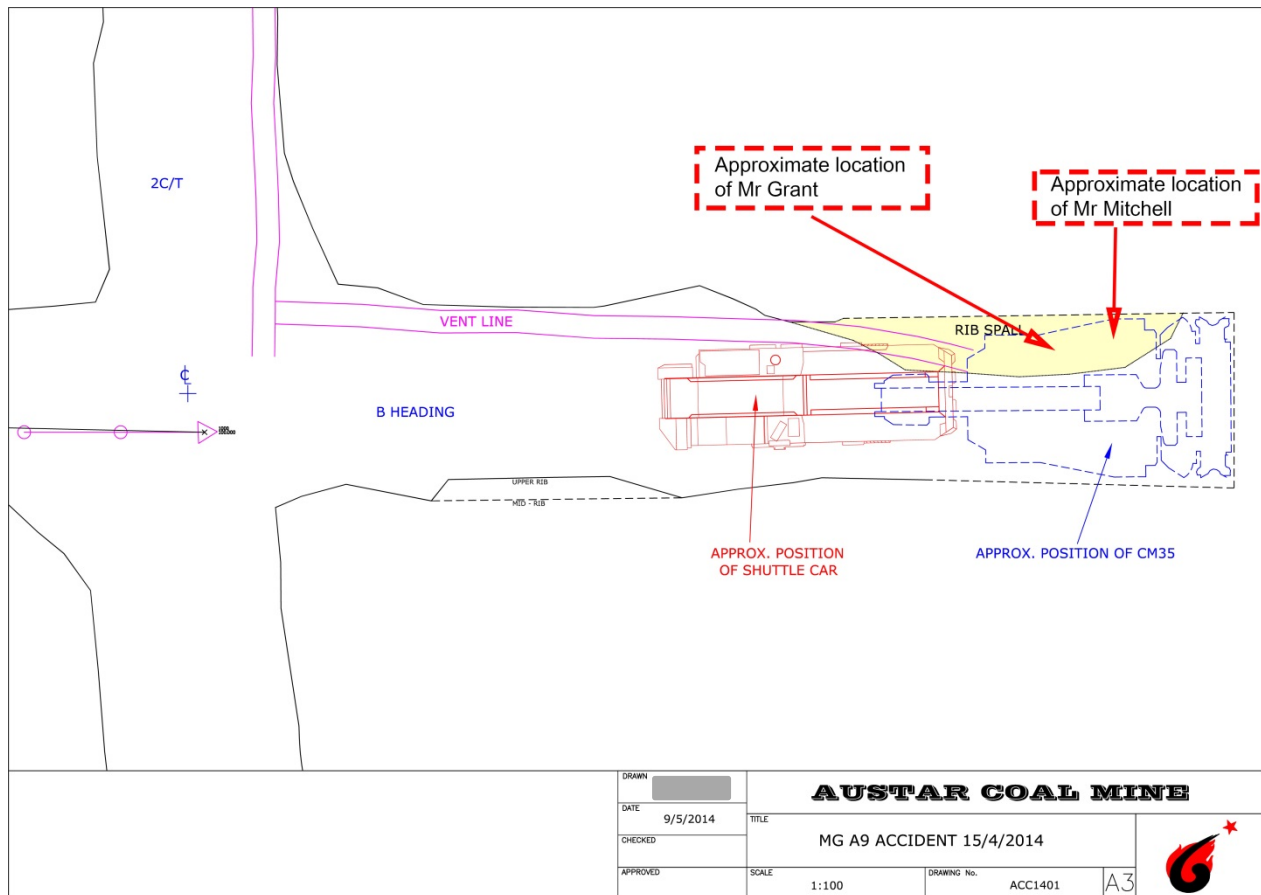 Approximate location
of Mr Grant
Approximate location
of Mr Mitchell
2C/T
VENT LINE
RIB SPALL
B HEADING
UPPER RIB
MID - RIB
APPROX. POSITION
OF SHUTTLE CAR
APPROX. POSITION OF CM35
DRAWN
AUSTAR COAL MINE
DATE
9/5/2014
TITLE
MG A9 ACCIDENT 15/4/2014
CHECKED
APPROVED
SCALE
1:100
DRAWING No.
ACC1401
A3